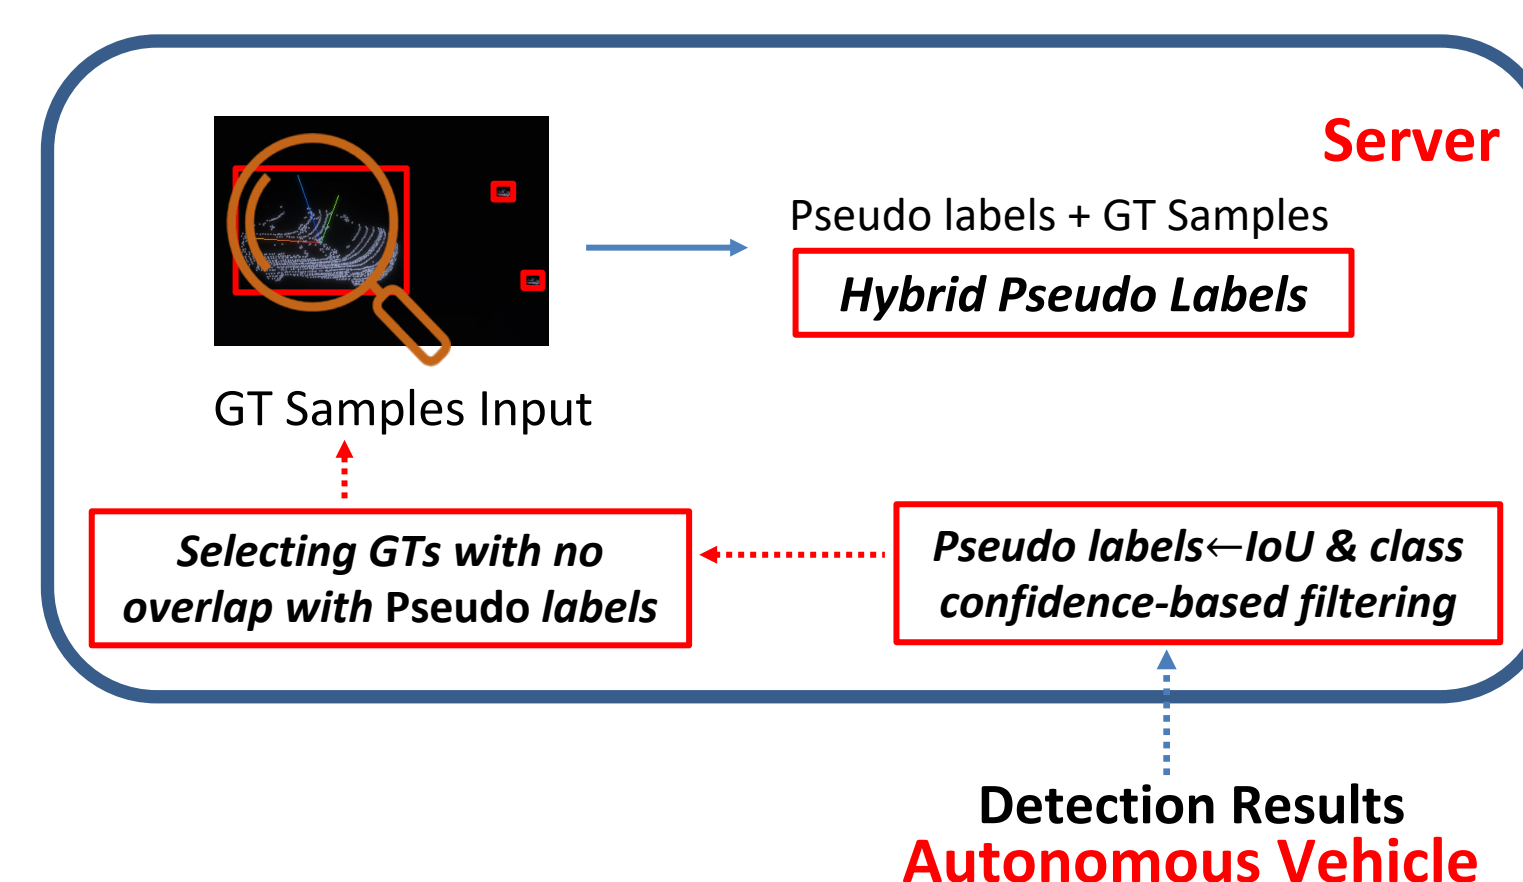 Server
Pseudo labels + GT Samples
Hybrid Pseudo Labels
GT Samples Input
Selecting GTs with no
overlap with Pseudo labels
Pseudo labels←IoU & class
confidence-based filtering
Detection Results
Autonomous Vehicle